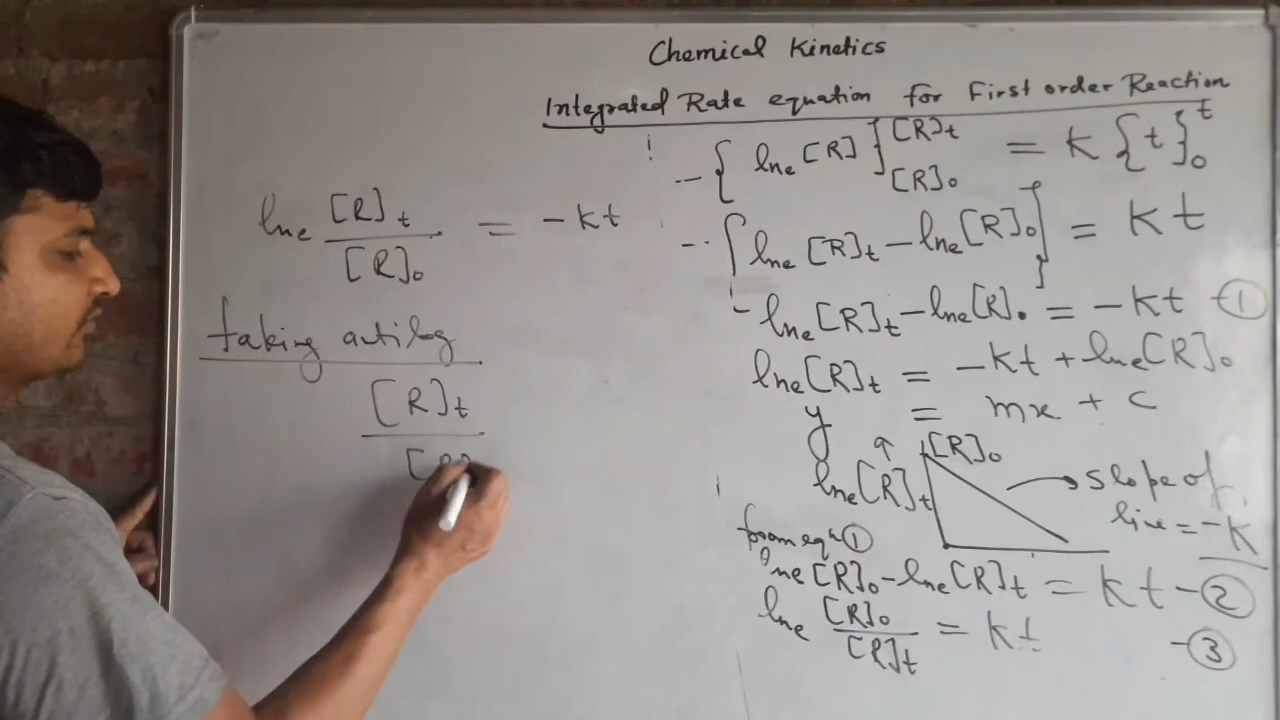 Chemical Kinetics
Integrated Rate equation for First order Reaction
- { lne [R] } [R]t [R]₀ = K { t } t 0
- [ lne [R]t - lne [R]₀ ] = Kt
- lne [R]t - lne [R]₀ = -Kt -①
lne [R]t = -Kt + lne [R]₀
y = mx + c
[R]₀
lne [R]t
→ slope of
line = -K
from eqn ①
lne [R]₀ - lne [R]t = Kt -②
lne [R]₀ / [R]t = Kt -③
lne [R]t / [R]₀ = -Kt
taking antilog
[R]t
[R]